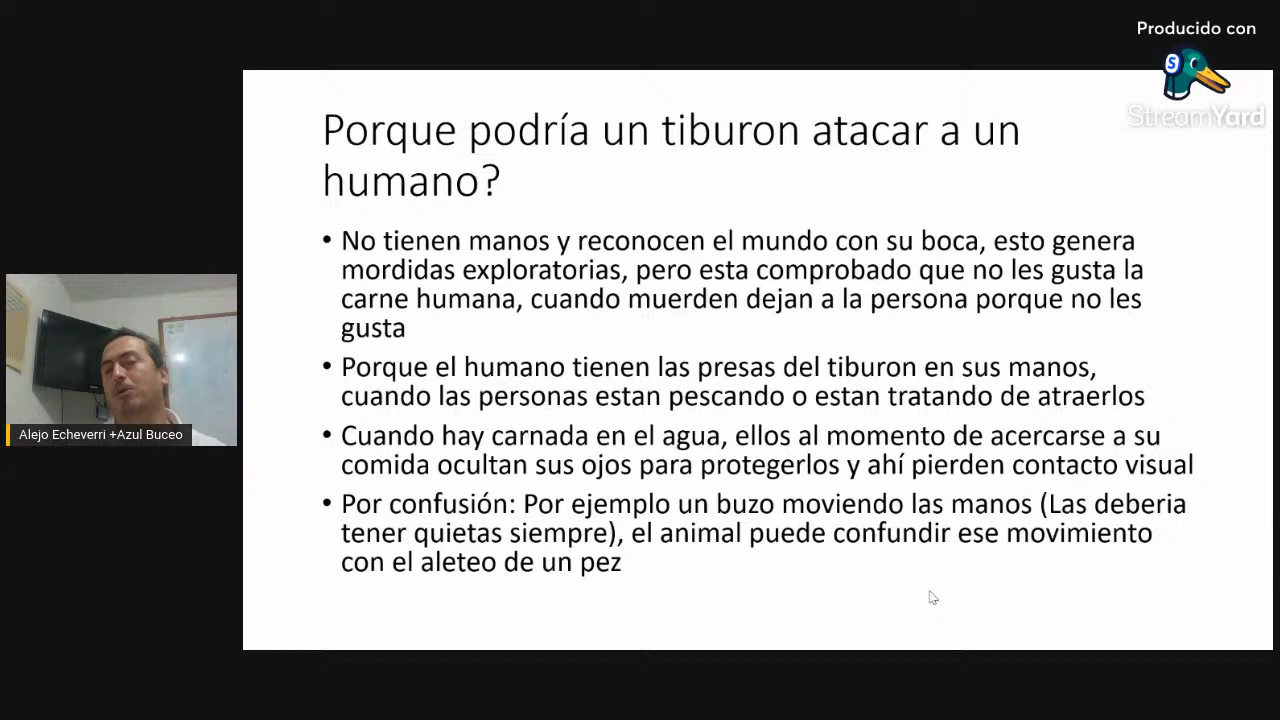 Producido con
StreamYard
Porque podría un tiburon atacar a un
humano?
• No tienen manos y reconocen el mundo con su boca, esto genera
mordidas exploratorias, pero esta comprobado que no les gusta la
carne humana, cuando muerden dejan a la persona porque no les
gusta
• Porque el humano tienen las presas del tiburon en sus manos,
cuando las personas estan pescando o estan tratando de atraerlos
• Cuando hay carnada en el agua, ellos al momento de acercarse a su
comida ocultan sus ojos para protegerlos y ahí pierden contacto visual
• Por confusión: Por ejemplo un buzo moviendo las manos (Las deberia
tener quietas siempre), el animal puede confundir ese movimiento
con el aleteo de un pez
Alejo Echeverri +Azul Buceo